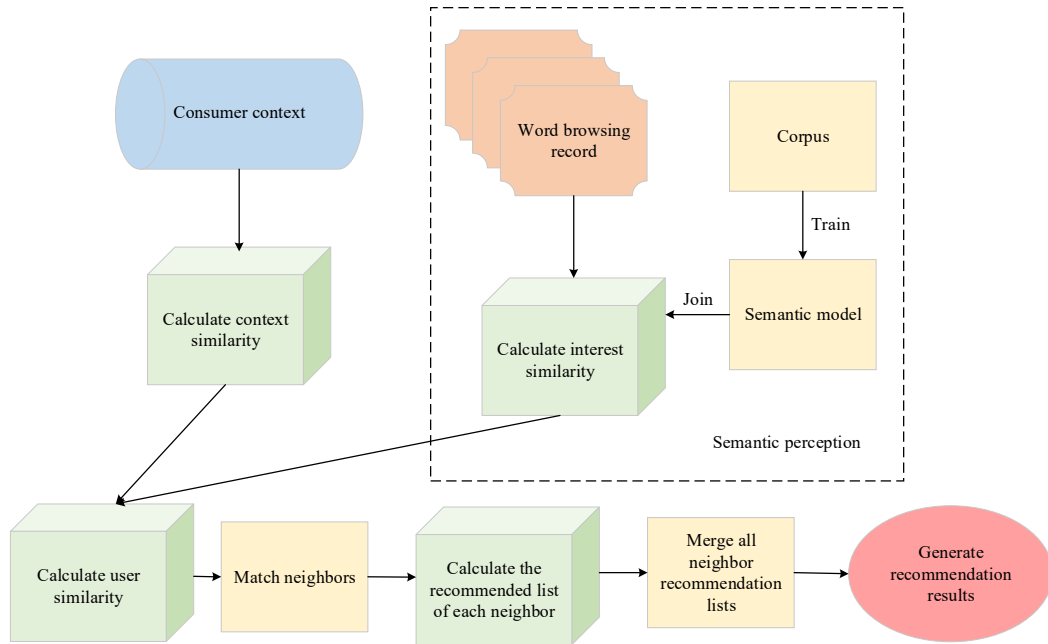 Consumer context
Word browsing
record
Corpus
Train
Calculate context
similarity
Join
Semantic model
Calculate interest
similarity
Semantic perception
Calculate user
similarity
Match neighbors
Calculate the
recommended list
of each neighbor
Merge all
neighbor
recommendation
lists
Generate
recommendation
results